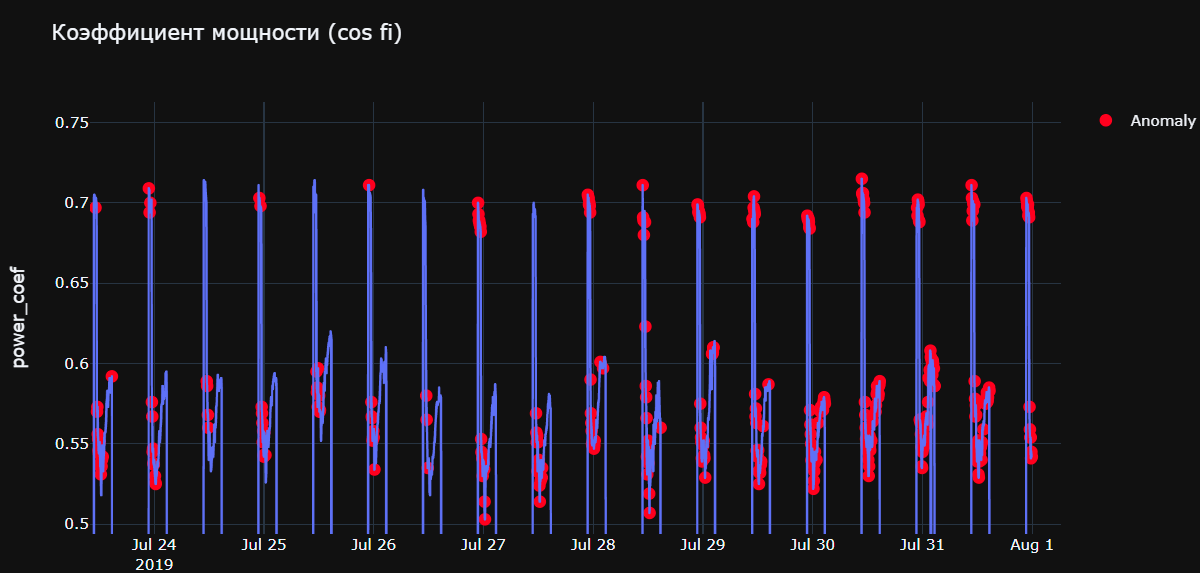 Коэффициент мощности (cos fi)
0.75
0.7
0.65
0.6
0.55
0.5
power_coef
Jul 24
2019
Jul 25
Jul 26
Jul 27
Jul 28
Jul 29
Jul 30
Jul 31
Aug 1
Anomaly